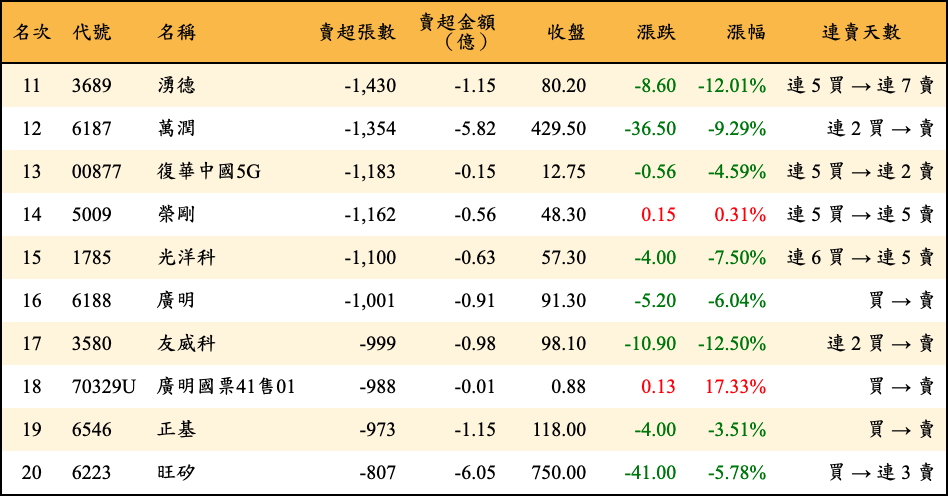 名次 代號 名稱 賣超張數 賣超金額（億） 收盤 漲跌 漲幅 連賣天數
11 3689 湧德 -1,430 -1.15 80.20 -8.60 -12.01% 連 5 買 → 連 7 賣
12 6187 萬潤 -1,354 -5.82 429.50 -36.50 -9.29% 連 2 買 → 賣
13 00877 復華中國5G -1,183 -0.15 12.75 -0.56 -4.59% 連 5 買 → 連 2 賣
14 5009 榮剛 -1,162 -0.56 48.30 0.15 0.31% 連 5 買 → 連 5 賣
15 1785 光洋科 -1,100 -0.63 57.30 -4.00 -7.50% 連 6 買 → 連 5 賣
16 6188 廣明 -1,001 -0.91 91.30 -5.20 -6.04% 買 → 賣
17 3580 友威科 -999 -0.98 98.10 -10.90 -12.50% 連 2 買 → 賣
18 70329U 廣明國票41售01 -988 -0.01 0.88 0.13 17.33% 買 → 賣
19 6546 正基 -973 -1.15 118.00 -4.00 -3.51% 買 → 賣
20 6223 旺矽 -807 -6.05 750.00 -41.00 -5.78% 買 → 連 3 賣